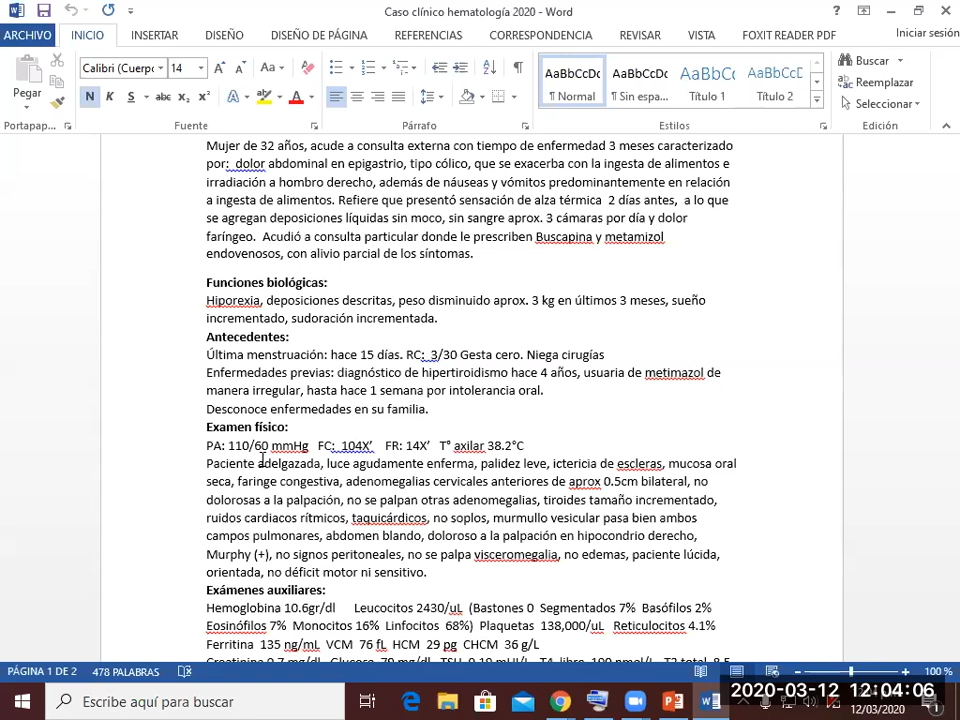 Caso clínico hematología 2020 - Word
ARCHIVO INICIO INSERTAR DISEÑO DISEÑO DE PÁGINA REFERENCIAS CORRESPONDENCIA REVISAR VISTA FOXIT READER PDF Iniciar sesión
Calibri (Cuerpo 14
Pegar
N K S abc x₂ x²
Portapap... Fuente Párrafo Estilos Edición
AaBbCcDc AaBbCcDc AaBbCcDc AaBbCcD
¶ Normal ¶ Sin espa... Título 1 Título 2
Buscar
Reemplazar
Seleccionar
Mujer de 32 años, acude a consulta externa con tiempo de enfermedad 3 meses caracterizado
por: dolor abdominal en epigastrio, tipo cólico, que se exacerba con la ingesta de alimentos e
irradiación a hombro derecho, además de náuseas y vómitos predominantemente en relación
a ingesta de alimentos. Refiere que presentó sensación de alza térmica 2 días antes, a lo que
se agregan deposiciones líquidas sin moco, sin sangre aprox. 3 cámaras por día y dolor
faríngeo. Acudió a consulta particular donde le prescriben Buscapina y metamizol
endovenosos, con alivio parcial de los síntomas.
Funciones biológicas:
Hiporexia, deposiciones descritas, peso disminuido aprox. 3 kg en últimos 3 meses, sueño
incrementado, sudoración incrementada.
Antecedentes:
Última menstruación: hace 15 días. RC: 3/30 Gesta cero. Niega cirugías
Enfermedades previas: diagnóstico de hipertiroidismo hace 4 años, usuaria de metimazol de
manera irregular, hasta hace 1 semana por intolerancia oral.
Desconoce enfermedades en su familia.
Examen físico:
PA: 110/60 mmHg FC: 104X’ FR: 14X’ T° axilar 38.2°C
Paciente adelgazada, luce agudamente enferma, palidez leve, ictericia de escleras, mucosa oral
seca, faringe congestiva, adenomegalias cervicales anteriores de aprox 0.5cm bilateral, no
dolorosas a la palpación, no se palpan otras adenomegalias, tiroides tamaño incrementado,
ruidos cardiacos rítmicos, taquicárdicos, no soplos, murmullo vesicular pasa bien ambos
campos pulmonares, abdomen blando, doloroso a la palpación en hipocondrio derecho,
Murphy (+), no signos peritoneales, no se palpa visceromegalia, no edemas, paciente lúcida,
orientada, no déficit motor ni sensitivo.
Exámenes auxiliares:
Hemoglobina 10.6gr/dl Leucocitos 2430/uL (Bastones 0 Segmentados 7% Basófilos 2%
Eosinófilos 7% Monocitos 16% Linfocitos 68%) Plaquetas 138,000/uL Reticulocitos 4.1%
Ferritina 135 ng/mL VCM 76 fL HCM 29 pg CHCM 36 g/L
PÁGINA 1 DE 2 478 PALABRAS 100 %
Escribe aquí para buscar
2020-03-12 12:04:06
12/03/2020